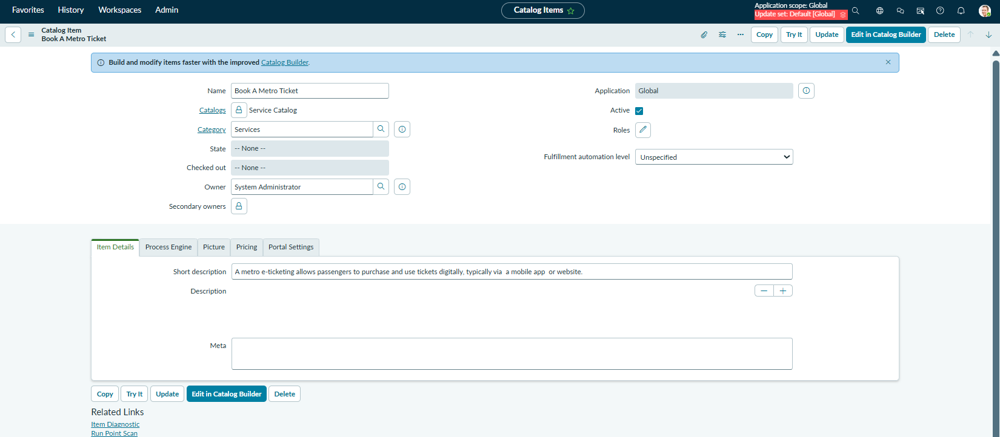 Favorites History Workspaces Admin
Catalog Items
Application scope: Global
Update set: Default [Global]
Catalog Item
Book A Metro Ticket
Copy Try It Update Edit in Catalog Builder Delete
Build and modify items faster with the improved Catalog Builder.
Name Book A Metro Ticket
Application Global
Catalogs Service Catalog
Active
Category Services
Roles
State -- None --
Fulfillment automation level Unspecified
Checked out -- None --
Owner System Administrator
Secondary owners
Item Details Process Engine Picture Pricing Portal Settings
Short description A metro e-ticketing allows passengers to purchase and use tickets digitally, typically via  a mobile app  or website.
Description
Meta
Copy Try It Update Edit in Catalog Builder Delete
Related Links
Item Diagnostic
Run Point Scan